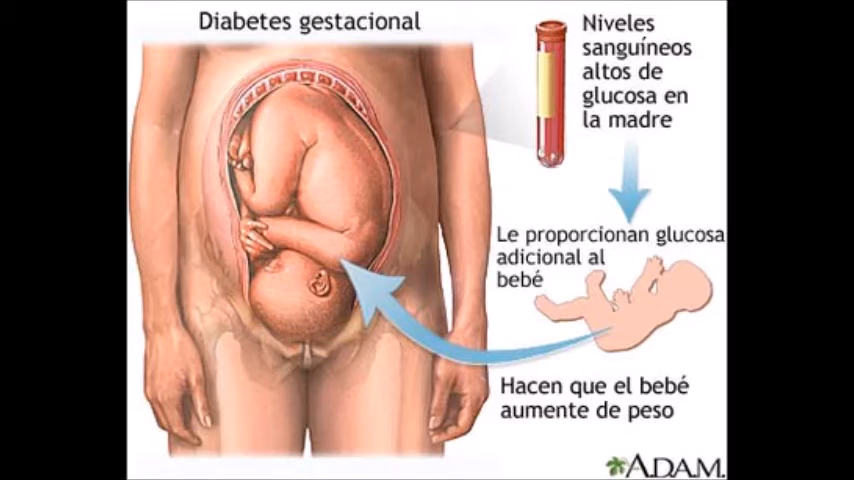 Diabetes gestacional
Niveles
sanguíneos
altos de
glucosa en
la madre
Le proporcionan glucosa
adicional al
bebé
Hacen que el bebé
aumente de peso
A.D.A.M.